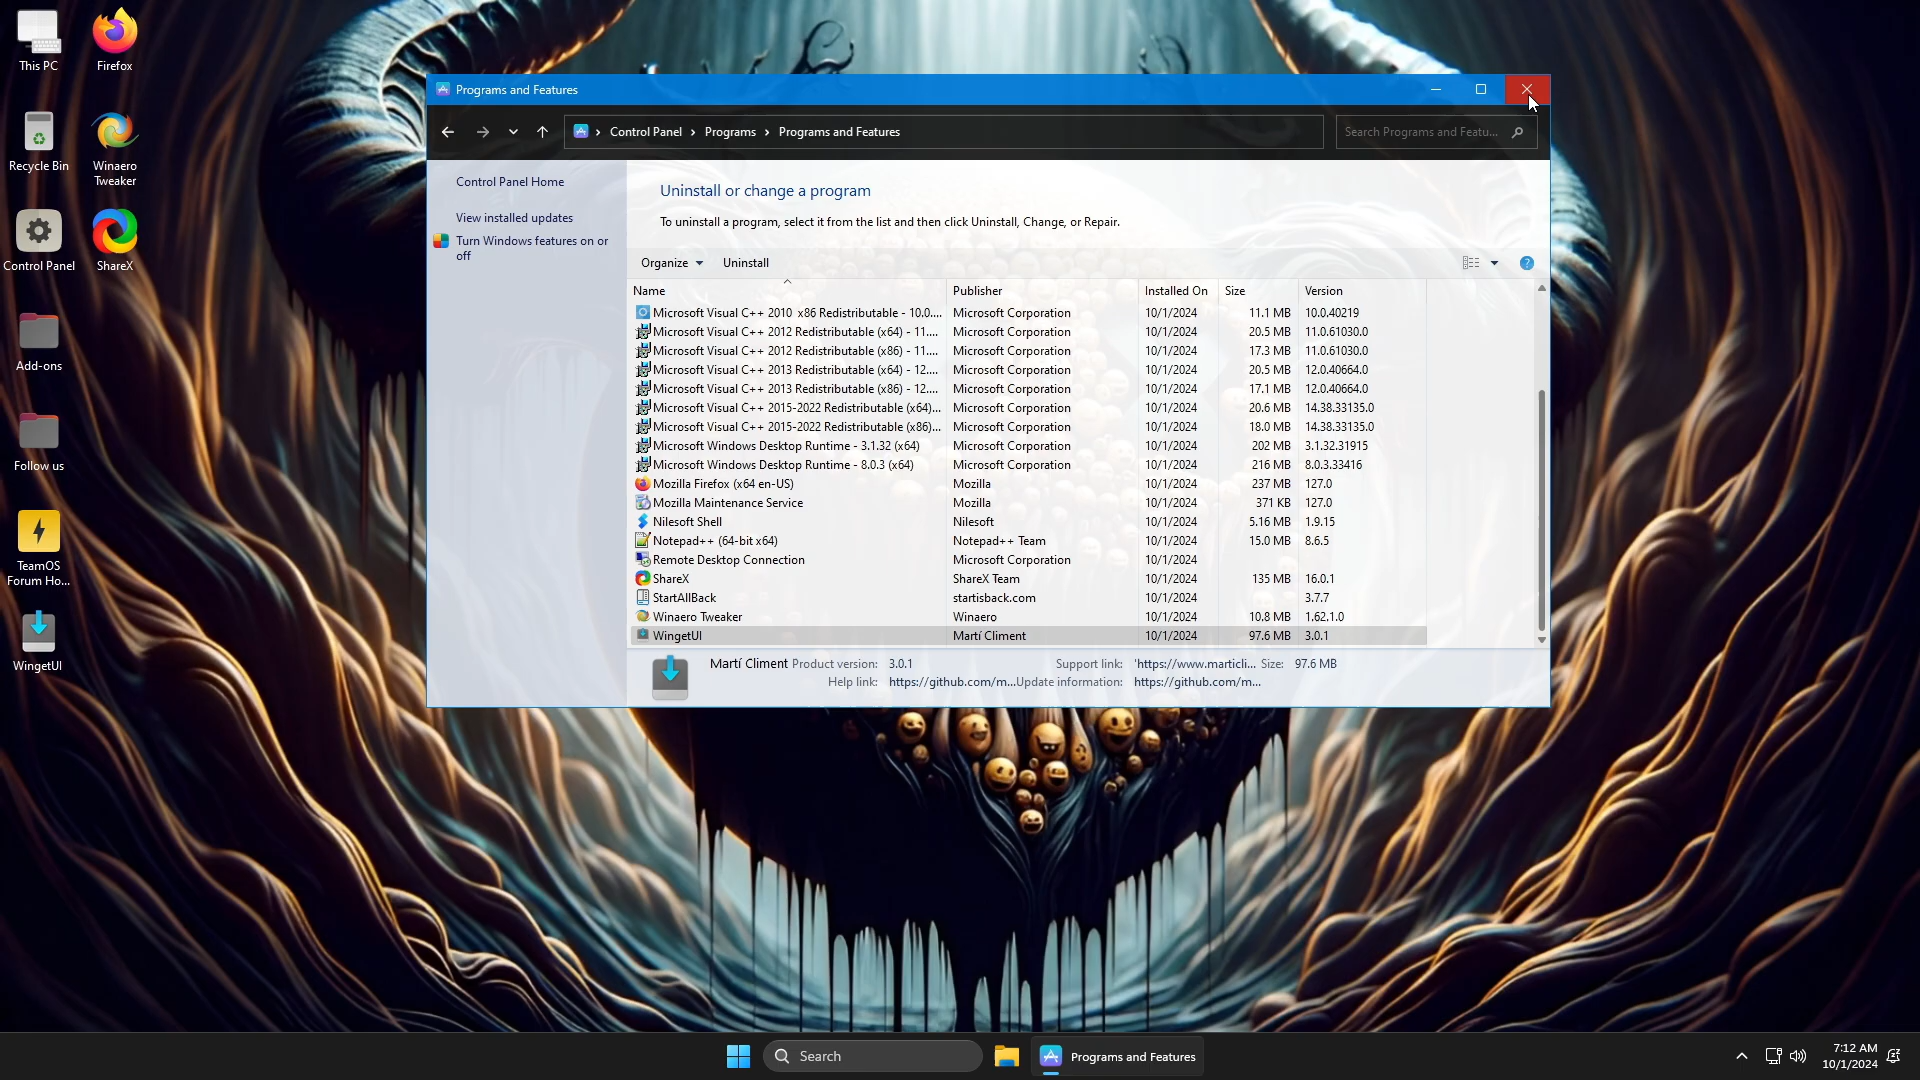 This PC
Firefox
Recycle Bin
Winaero
Tweaker
Control Panel
ShareX
Add-ons
Follow us
TeamOS
Forum Ho...
WingetUI
Programs and Features
Control Panel > Programs > Programs and Features
Search Programs and Featu...
Control Panel Home
View installed updates
Turn Windows features on or
off
Uninstall or change a program
To uninstall a program, select it from the list and then click Uninstall, Change, or Repair.
Organize Uninstall
Name Publisher Installed On Size Version
Microsoft Visual C++ 2010 x86 Redistributable - 10.0.... Microsoft Corporation 10/1/2024 11.1 MB 10.0.40219
Microsoft Visual C++ 2012 Redistributable (x64) - 11.... Microsoft Corporation 10/1/2024 20.5 MB 11.0.61030.0
Microsoft Visual C++ 2012 Redistributable (x86) - 11.... Microsoft Corporation 10/1/2024 17.3 MB 11.0.61030.0
Microsoft Visual C++ 2013 Redistributable (x64) - 12.... Microsoft Corporation 10/1/2024 20.5 MB 12.0.40664.0
Microsoft Visual C++ 2013 Redistributable (x86) - 12.... Microsoft Corporation 10/1/2024 17.1 MB 12.0.40664.0
Microsoft Visual C++ 2015-2022 Redistributable (x64)... Microsoft Corporation 10/1/2024 20.6 MB 14.38.33135.0
Microsoft Visual C++ 2015-2022 Redistributable (x86)... Microsoft Corporation 10/1/2024 18.0 MB 14.38.33135.0
Microsoft Windows Desktop Runtime - 3.1.32 (x64) Microsoft Corporation 10/1/2024 202 MB 3.1.32.31915
Microsoft Windows Desktop Runtime - 8.0.3 (x64) Microsoft Corporation 10/1/2024 216 MB 8.0.3.33416
Mozilla Firefox (x64 en-US) Mozilla 10/1/2024 237 MB 127.0
Mozilla Maintenance Service Mozilla 10/1/2024 371 KB 127.0
Nilesoft Shell Nilesoft 10/1/2024 5.16 MB 1.9.15
Notepad++ (64-bit x64) Notepad++ Team 10/1/2024 15.0 MB 8.6.5
Remote Desktop Connection Microsoft Corporation 10/1/2024
ShareX ShareX Team 10/1/2024 135 MB 16.0.1
StartAllBack startisback.com 10/1/2024 3.7.7
Winaero Tweaker Winaero 10/1/2024 10.8 MB 1.62.1.0
WingetUI Martí Climent 10/1/2024 97.6 MB 3.0.1
Martí Climent Product version: 3.0.1 Support link: 'https://www.marticli... Size: 97.6 MB
Help link: https://github.com/m... Update information: https://github.com/m...
Search
Programs and Features
7:12 AM
10/1/2024